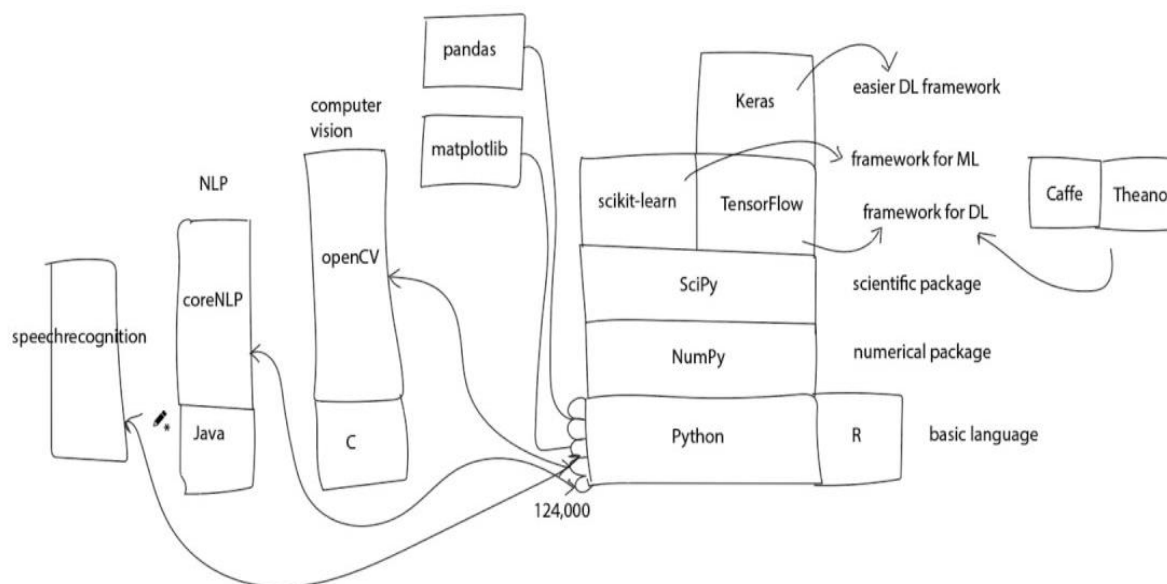 pandas
Keras
easier DL framework
computer
vision
matplotlib
framework for ML
NLP
scikit-learn
TensorFlow
framework for DL
Caffe
Theano
openCV
coreNLP
SciPy
scientific package
speechrecognition
NumPy
numerical package
Java
C
Python
R
basic language
124,000